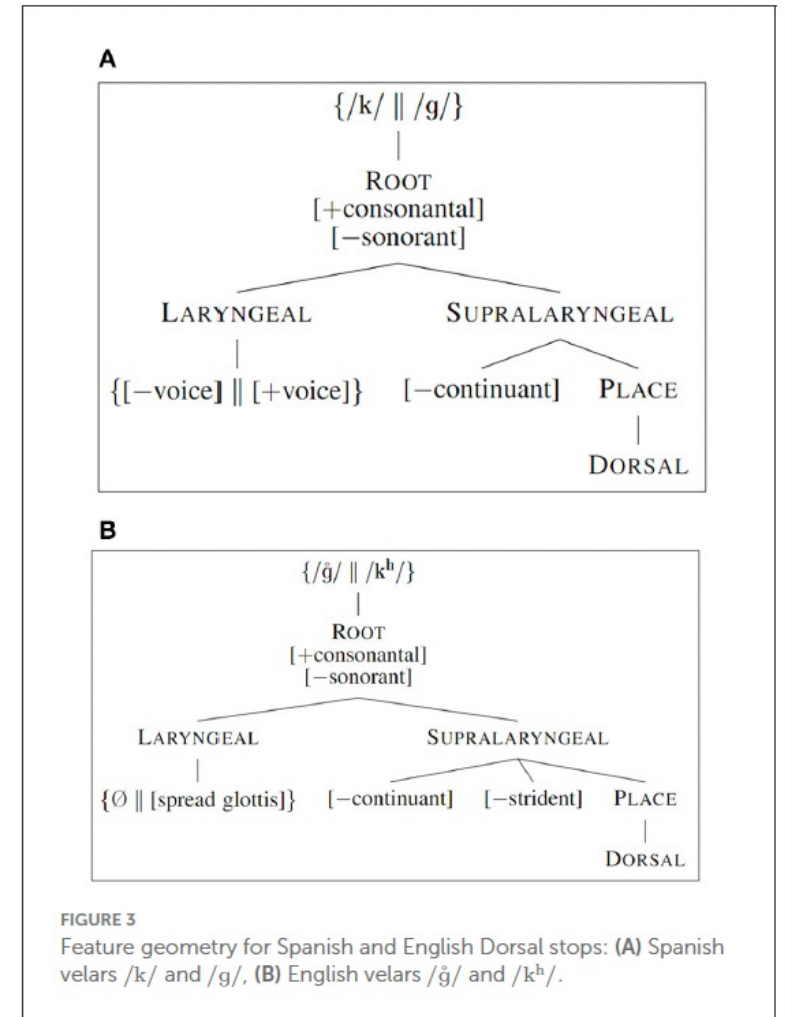 A
{/k/ ‖ /g/}
ROOT
[+consonantal]
[−sonorant]
LARYNGEAL SUPRALARYNGEAL
{[−voice] ‖ [+voice]} [−continuant] PLACE
DORSAL
B
{/g̊/ ‖ /kʰ/}
ROOT
[+consonantal]
[−sonorant]
LARYNGEAL SUPRALARYNGEAL
{∅ ‖ [spread glottis]} [−continuant] [−strident] PLACE
DORSAL
FIGURE 3
Feature geometry for Spanish and English Dorsal stops: (A) Spanish
velars /k/ and /g/, (B) English velars /g̊/ and /kʰ/.